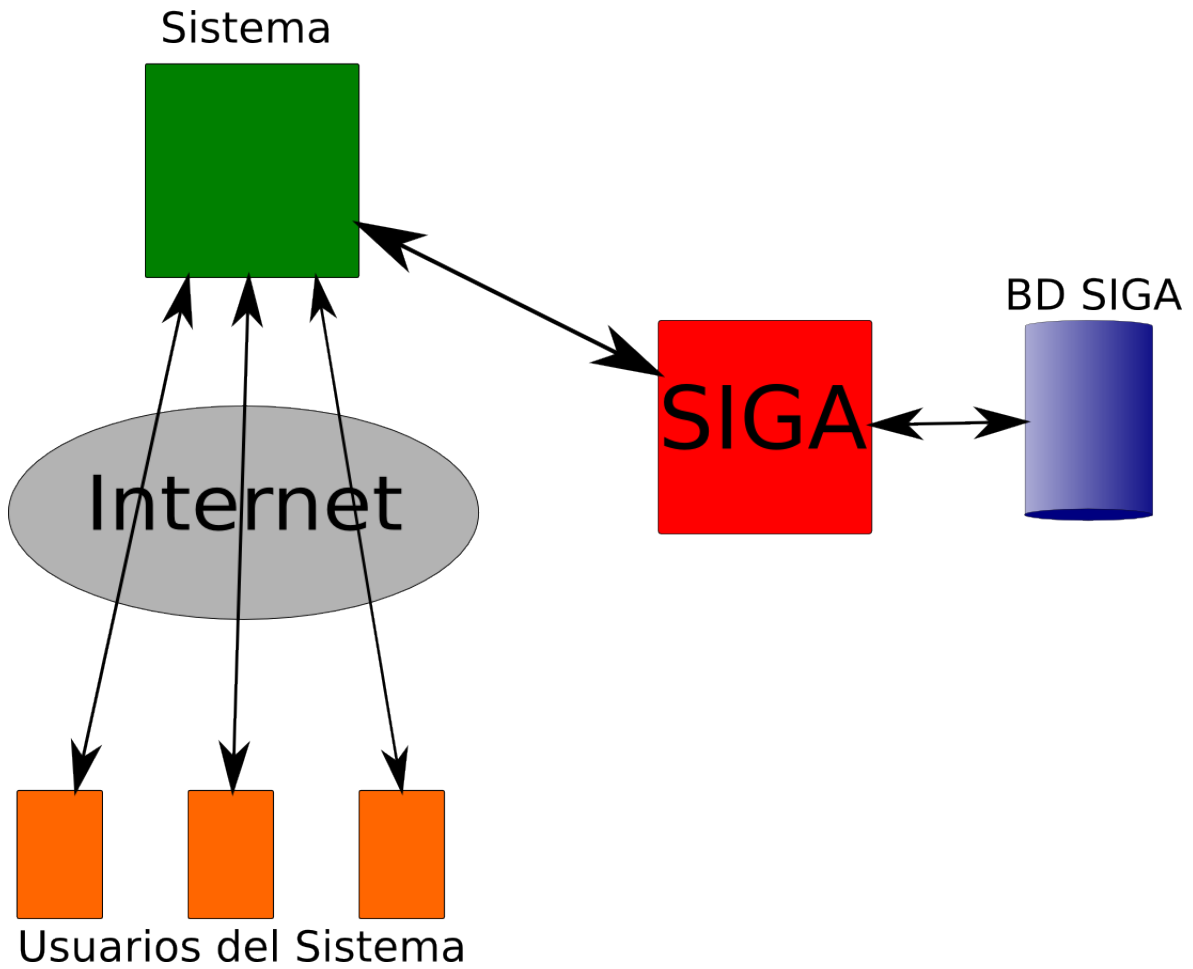 Sistema
BD SIGA
SIGA
Internet
Usuarios del Sistema